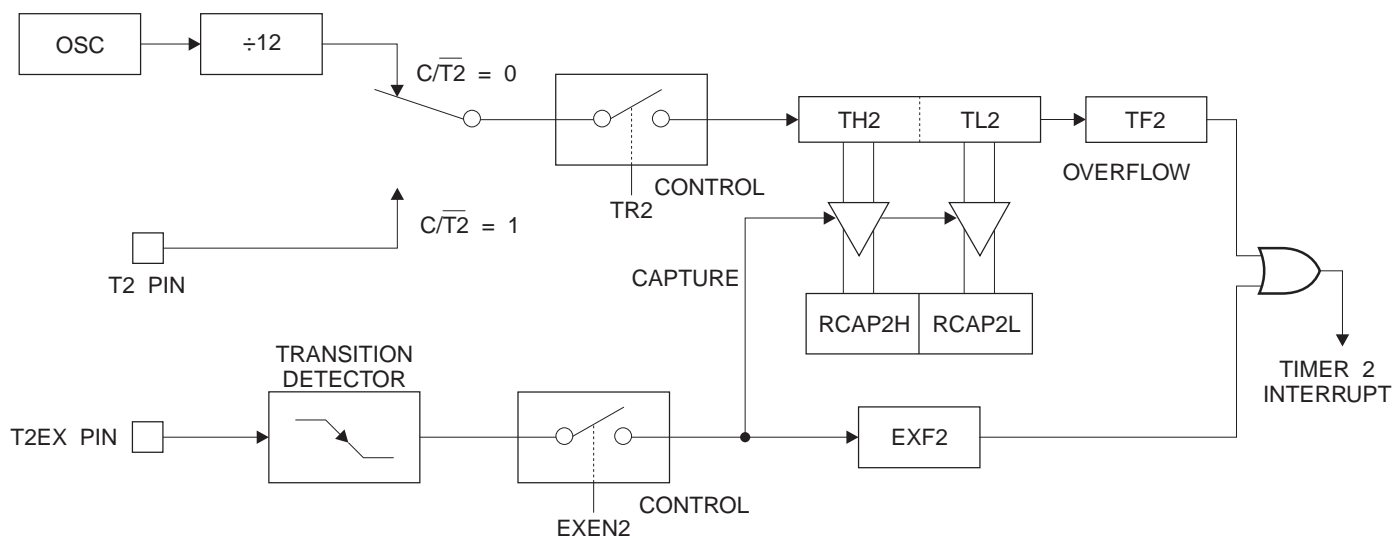 OSC
÷12
C/T2̅ = 0
TH2
TL2
TF2
OVERFLOW
CONTROL
TR2
C/T2̅ = 1
T2 PIN
CAPTURE
RCAP2H
RCAP2L
TRANSITION
DETECTOR
TIMER 2
INTERRUPT
T2EX PIN
EXF2
CONTROL
EXEN2